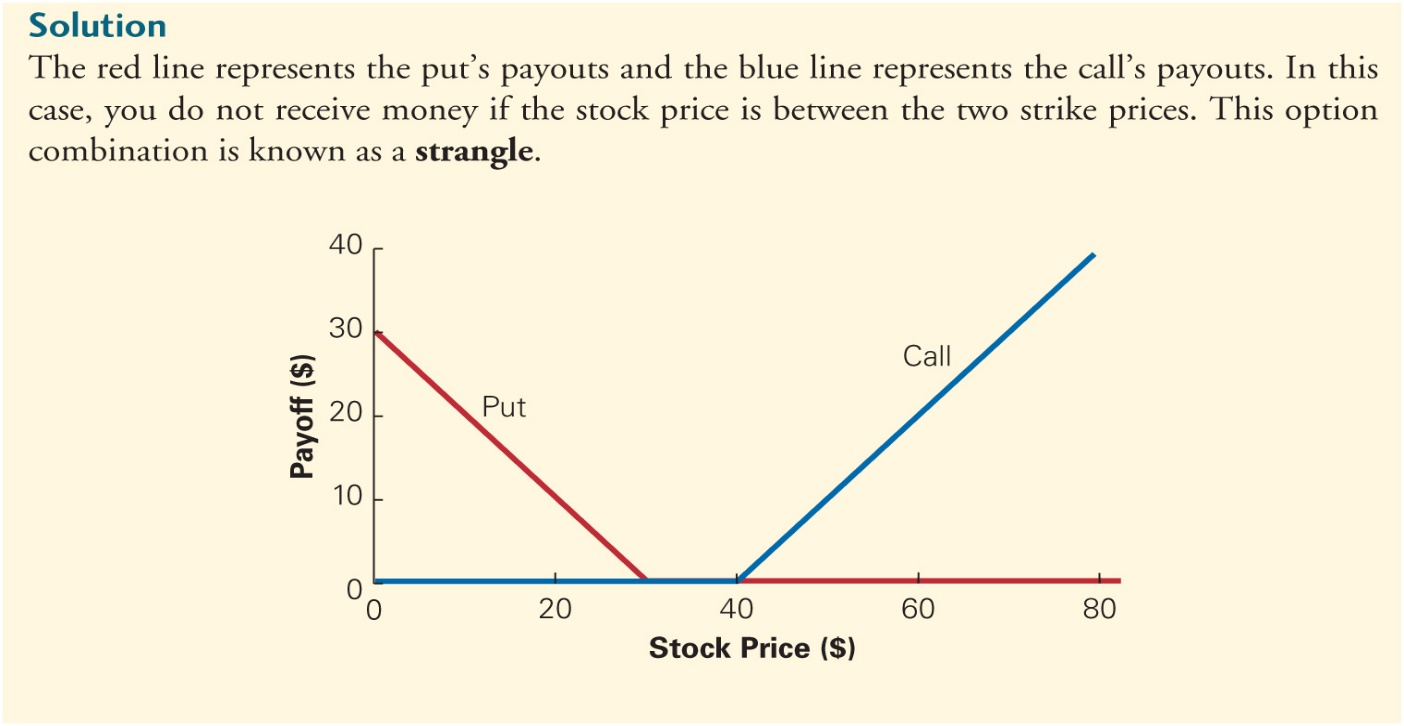 Solution
The red line represents the put's payouts and the blue line represents the call's payouts. In this
case, you do not receive money if the stock price is between the two strike prices. This option
combination is known as a strangle.
40
30
20
10
0
Payoff ($)
Put
Call
0
20
40
60
80
Stock Price ($)